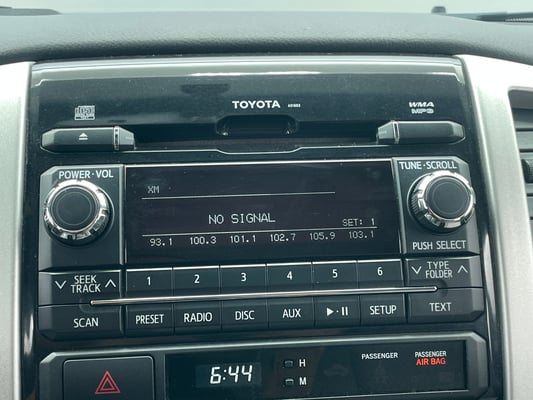 TOYOTA
WMA
MP3
POWER·VOL
TUNE·SCROLL
XM
NO SIGNAL
SET: 1
93.1 100.3 101.1 102.7 105.9 103.1
PUSH SELECT
SEEK
TRACK
1 2 3 4 5 6
TYPE
FOLDER
SCAN
PRESET RADIO DISC AUX SETUP
TEXT
6:44
H
M
PASSENGER
PASSENGER
AIR BAG